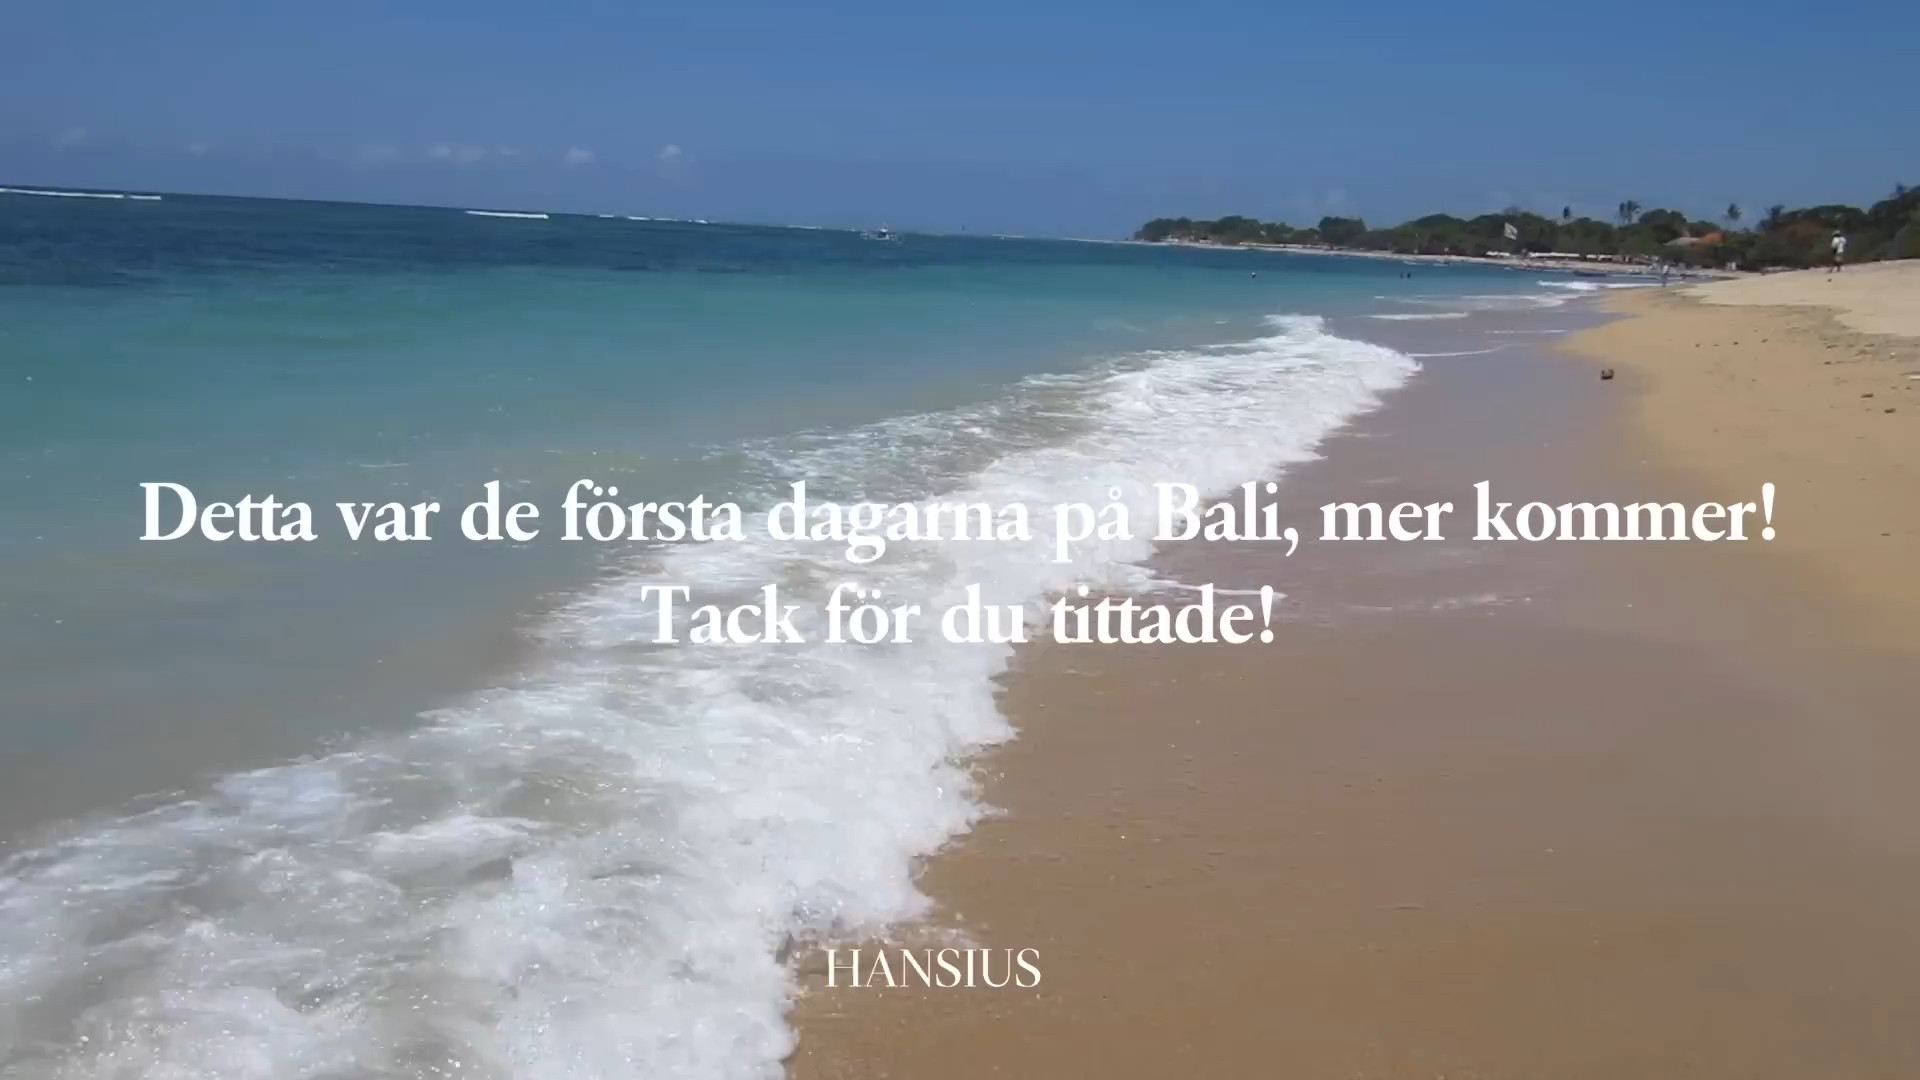 Detta var de första dagarna på Bali, mer kommer!
Tack för du tittade!
HANSIUS